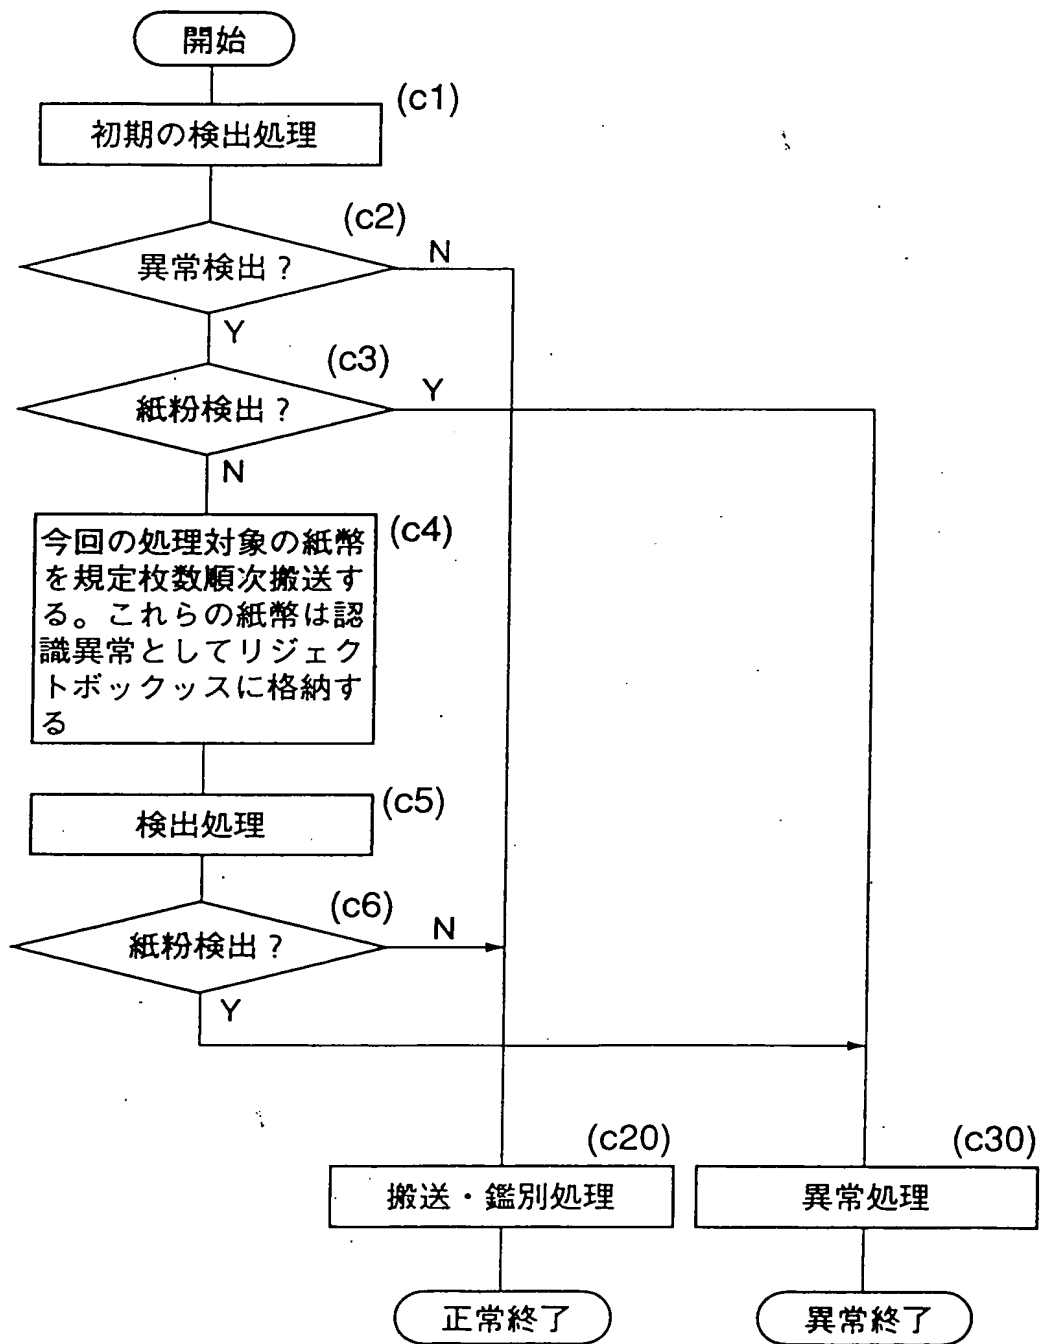 開始
(c1)
初期の検出処理
(c2)
異常検出?
N
Y
(c3)
紙粉検出?
Y
N
(c4)
今回の処理対象の紙幣
を規定枚数順次搬送す
る。これらの紙幣は認
識異常としてリジェク
トボックッスに格納す
る
(c5)
検出処理
(c6)
紙粉検出?
N
Y
(c20)
搬送・鑑別処理
(c30)
異常処理
正常終了
異常終了